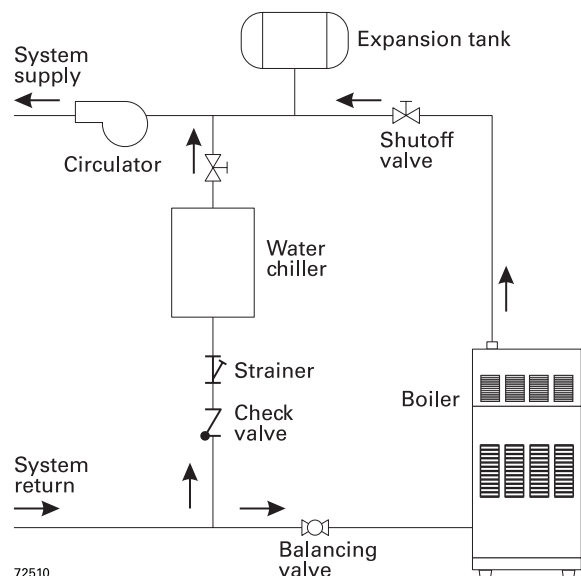 Expansion tank
System
supply
Circulator
Shutoff
valve
Water
chiller
Strainer
Boiler
Check
valve
System
return
Balancing
valve
72510